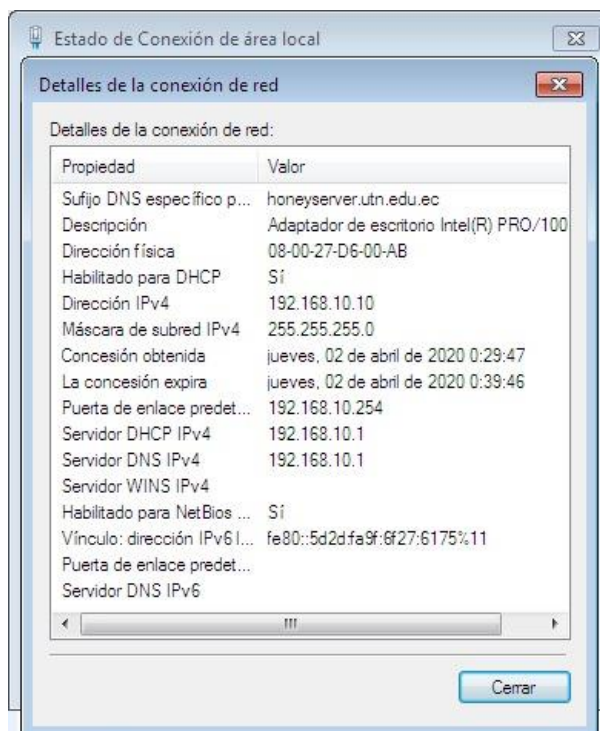 Estado de Conexión de área local
Detalles de la conexión de red
Detalles de la conexión de red:
Propiedad Valor
Sufijo DNS específico p... honeyserver.utn.edu.ec
Descripción Adaptador de escritorio Intel(R) PRO/100
Dirección física 08-00-27-D6-00-AB
Habilitado para DHCP Sí
Dirección IPv4 192.168.10.10
Máscara de subred IPv4 255.255.255.0
Concesión obtenida jueves, 02 de abril de 2020 0:29:47
La concesión expira jueves, 02 de abril de 2020 0:39:46
Puerta de enlace predet... 192.168.10.254
Servidor DHCP IPv4 192.168.10.1
Servidor DNS IPv4 192.168.10.1
Servidor WINS IPv4
Habilitado para NetBios ... Sí
Vínculo: dirección IPv6 l... fe80::5d2d:fa9f:6f27:6175%11
Puerta de enlace predet...
Servidor DNS IPv6
Cerrar